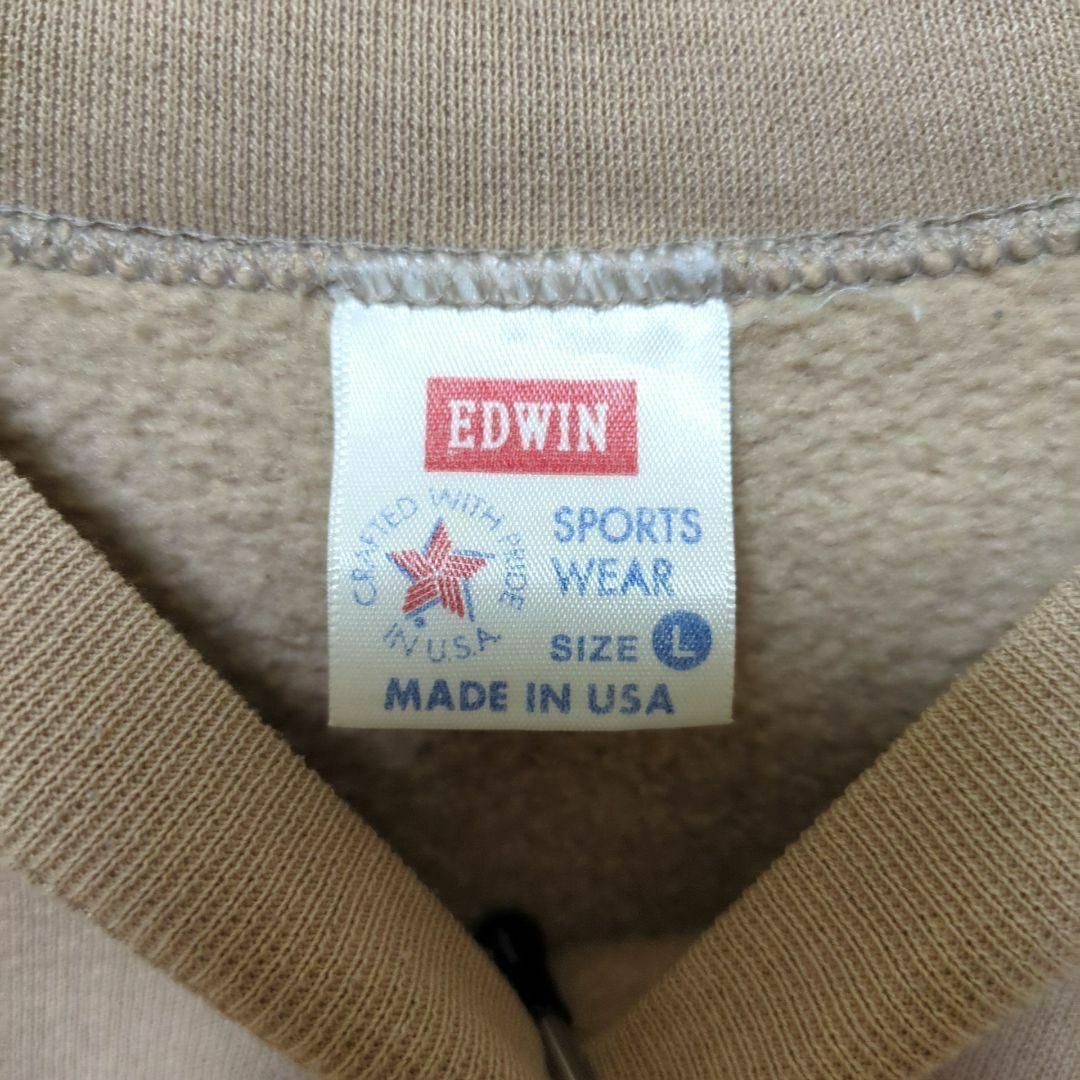 EDWIN
CRAFTED WITH PRIDE
IN U.S.A.
®
SPORTS
WEAR
SIZE L
MADE IN USA